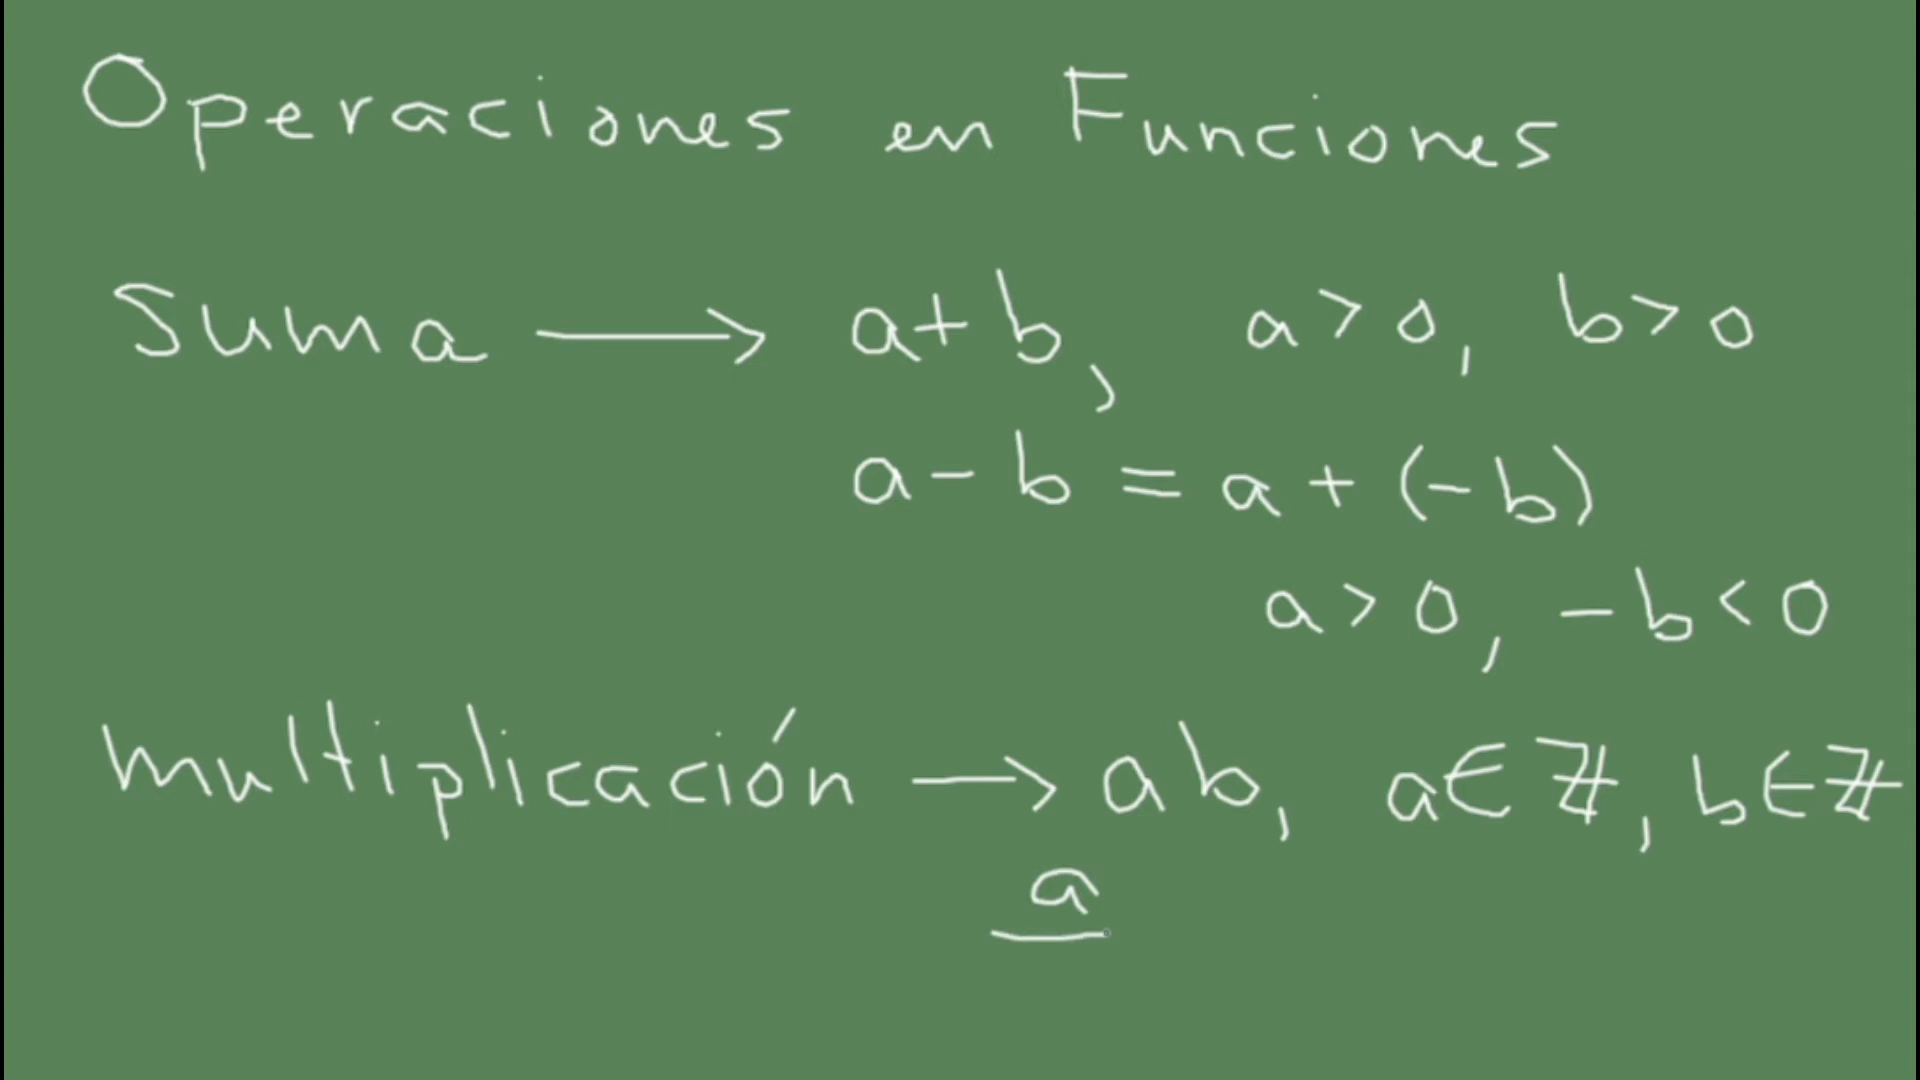 Operaciones en Funciones
Suma → a+b, a>0, b>0
a-b = a + (-b)
a>0, -b<0
multiplicación → ab, a∈ℤ, b∈ℤ
a